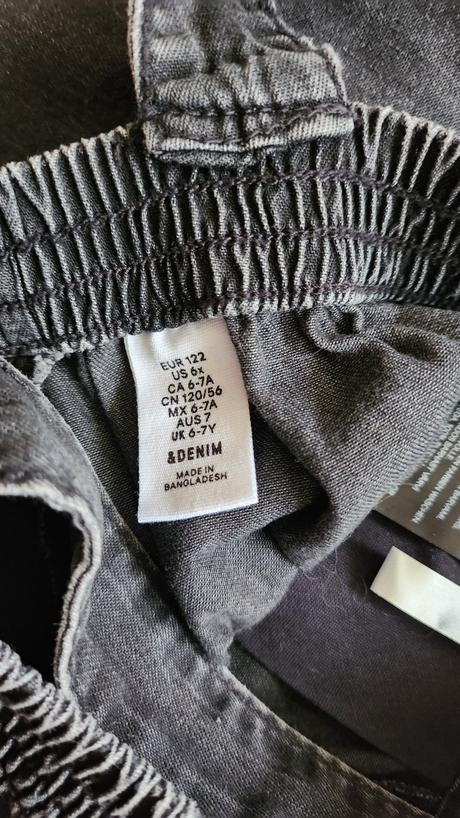 EUR 122
US 6x
CA 6-7A
CN 120/56
MX 6-7A
AUS 7
UK 6-7Y
&DENIM
MADE IN
BANGLADESH